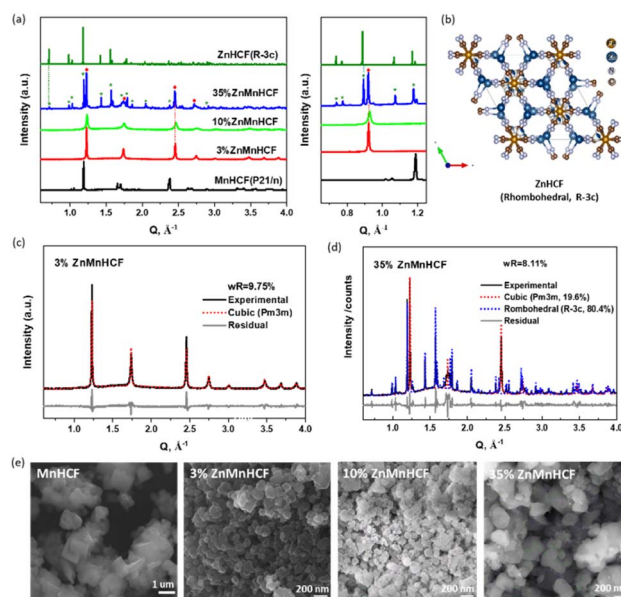 (a)
ZnHCF(R-3c)
35%ZnMnHCF
10%ZnMnHCF
3%ZnMnHCF
MnHCF(P21/n)
Intensity (a.u.)
1.0 1.5 2.0 2.5 3.0 3.5 4.0
Q, Å⁻¹
0.8 1.0 1.2
Q, Å⁻¹
(b)
Zn
Fe
N
C
ZnHCF
(Rhombohedral, R-3c)
(c)
3% ZnMnHCF
wR=9.75%
Experimental
Cubic (Pm3m)
Residual
Intensity (a.u.)
1.0 1.5 2.0 2.5 3.0 3.5 4.0
Q, Å⁻¹
(d)
35% ZnMnHCF
wR=8.11%
Experimental
Cubic (Pm3m, 19.6%)
Rombohedral (R-3c, 80.4%)
Residual
Intensity /counts
1.0 1.5 2.0 2.5 3.0 3.5 4.0
Q, Å⁻¹
(e)
MnHCF
1 um
3% ZnMnHCF
200 nm
10% ZnMnHCF
200 nm
35% ZnMnHCF
200 nm